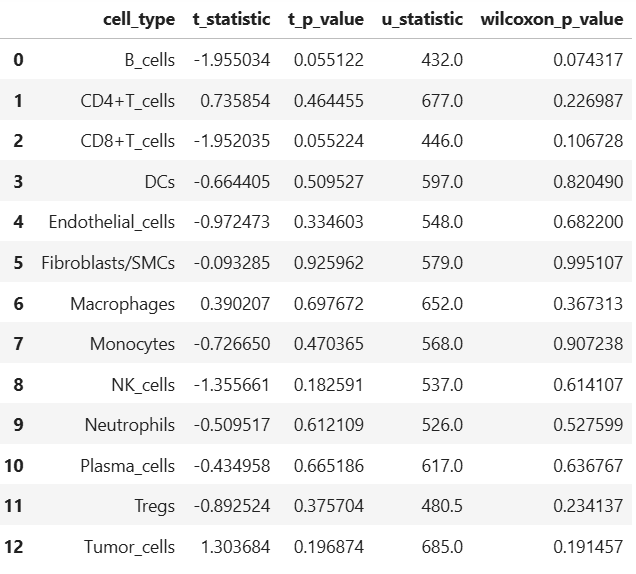 cell_type t_statistic t_p_value u_statistic wilcoxon_p_value
0 B_cells -1.955034 0.055122 432.0 0.074317
1 CD4+T_cells 0.735854 0.464455 677.0 0.226987
2 CD8+T_cells -1.952035 0.055224 446.0 0.106728
3 DCs -0.664405 0.509527 597.0 0.820490
4 Endothelial_cells -0.972473 0.334603 548.0 0.682200
5 Fibroblasts/SMCs -0.093285 0.925962 579.0 0.995107
6 Macrophages 0.390207 0.697672 652.0 0.367313
7 Monocytes -0.726650 0.470365 568.0 0.907238
8 NK_cells -1.355661 0.182591 537.0 0.614107
9 Neutrophils -0.509517 0.612109 526.0 0.527599
10 Plasma_cells -0.434958 0.665186 617.0 0.636767
11 Tregs -0.892524 0.375704 480.5 0.234137
12 Tumor_cells 1.303684 0.196874 685.0 0.191457